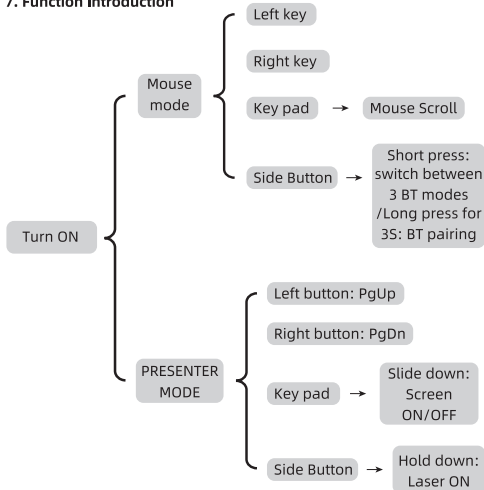 7. Function Introduction
Left key
Right key
Mouse
mode
Key pad → Mouse Scroll
Side Button →
Short press:
switch between
3 BT modes
/Long press for
3S: BT pairing
Turn ON
Left button: PgUp
Right button: PgDn
PRESENTER
MODE
Key pad →
Slide down:
Screen
ON/OFF
Side Button →
Hold down:
Laser ON